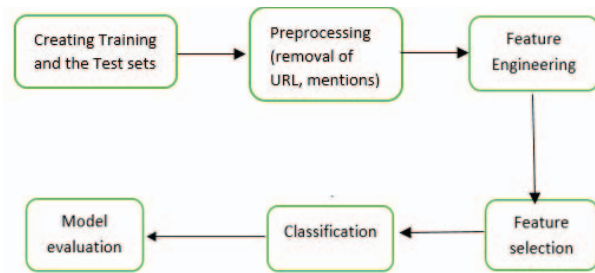 Creating Training
and the Test sets
Preprocessing
(removal of
URL, mentions)
Feature
Engineering
Feature
selection
Classification
Model
evaluation